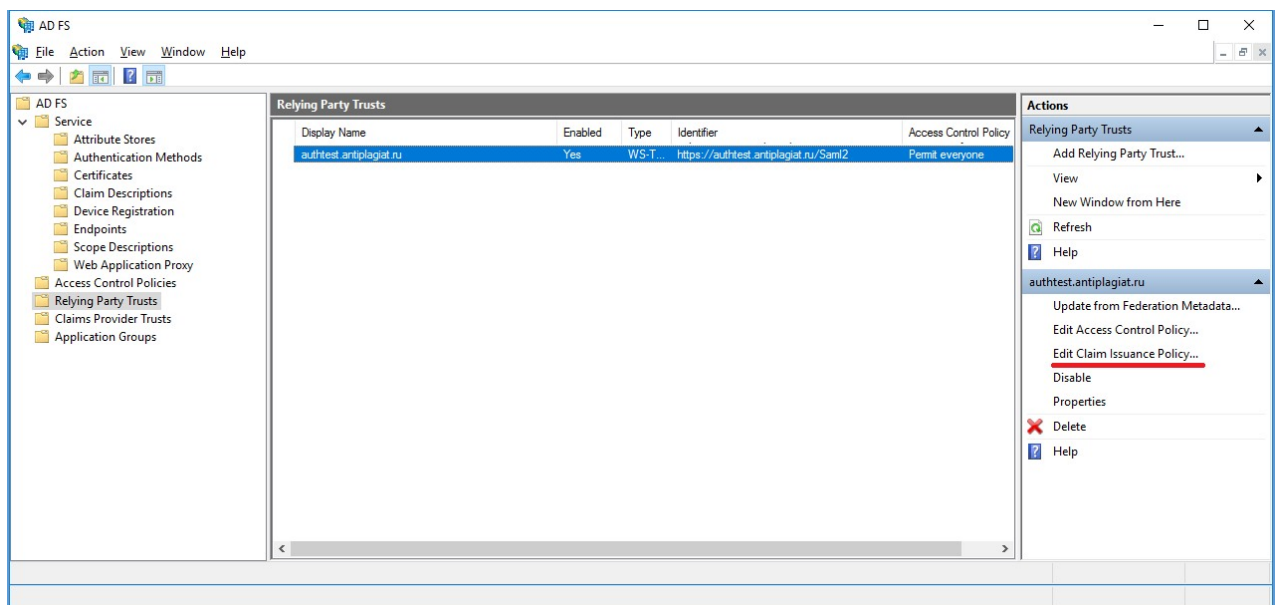 AD FS
File Action View Window Help
AD FS
Service
Attribute Stores
Authentication Methods
Certificates
Claim Descriptions
Device Registration
Endpoints
Scope Descriptions
Web Application Proxy
Access Control Policies
Relying Party Trusts
Claims Provider Trusts
Application Groups
Relying Party Trusts
Display Name Enabled Type Identifier Access Control Policy
authtest.antiplagiat.ru Yes WS-T... https://authtest.antiplagiat.ru/Saml2 Permit everyone
Actions
Relying Party Trusts
Add Relying Party Trust...
View
New Window from Here
Refresh
Help
authtest.antiplagiat.ru
Update from Federation Metadata...
Edit Access Control Policy...
Edit Claim Issuance Policy...
Disable
Properties
Delete
Help